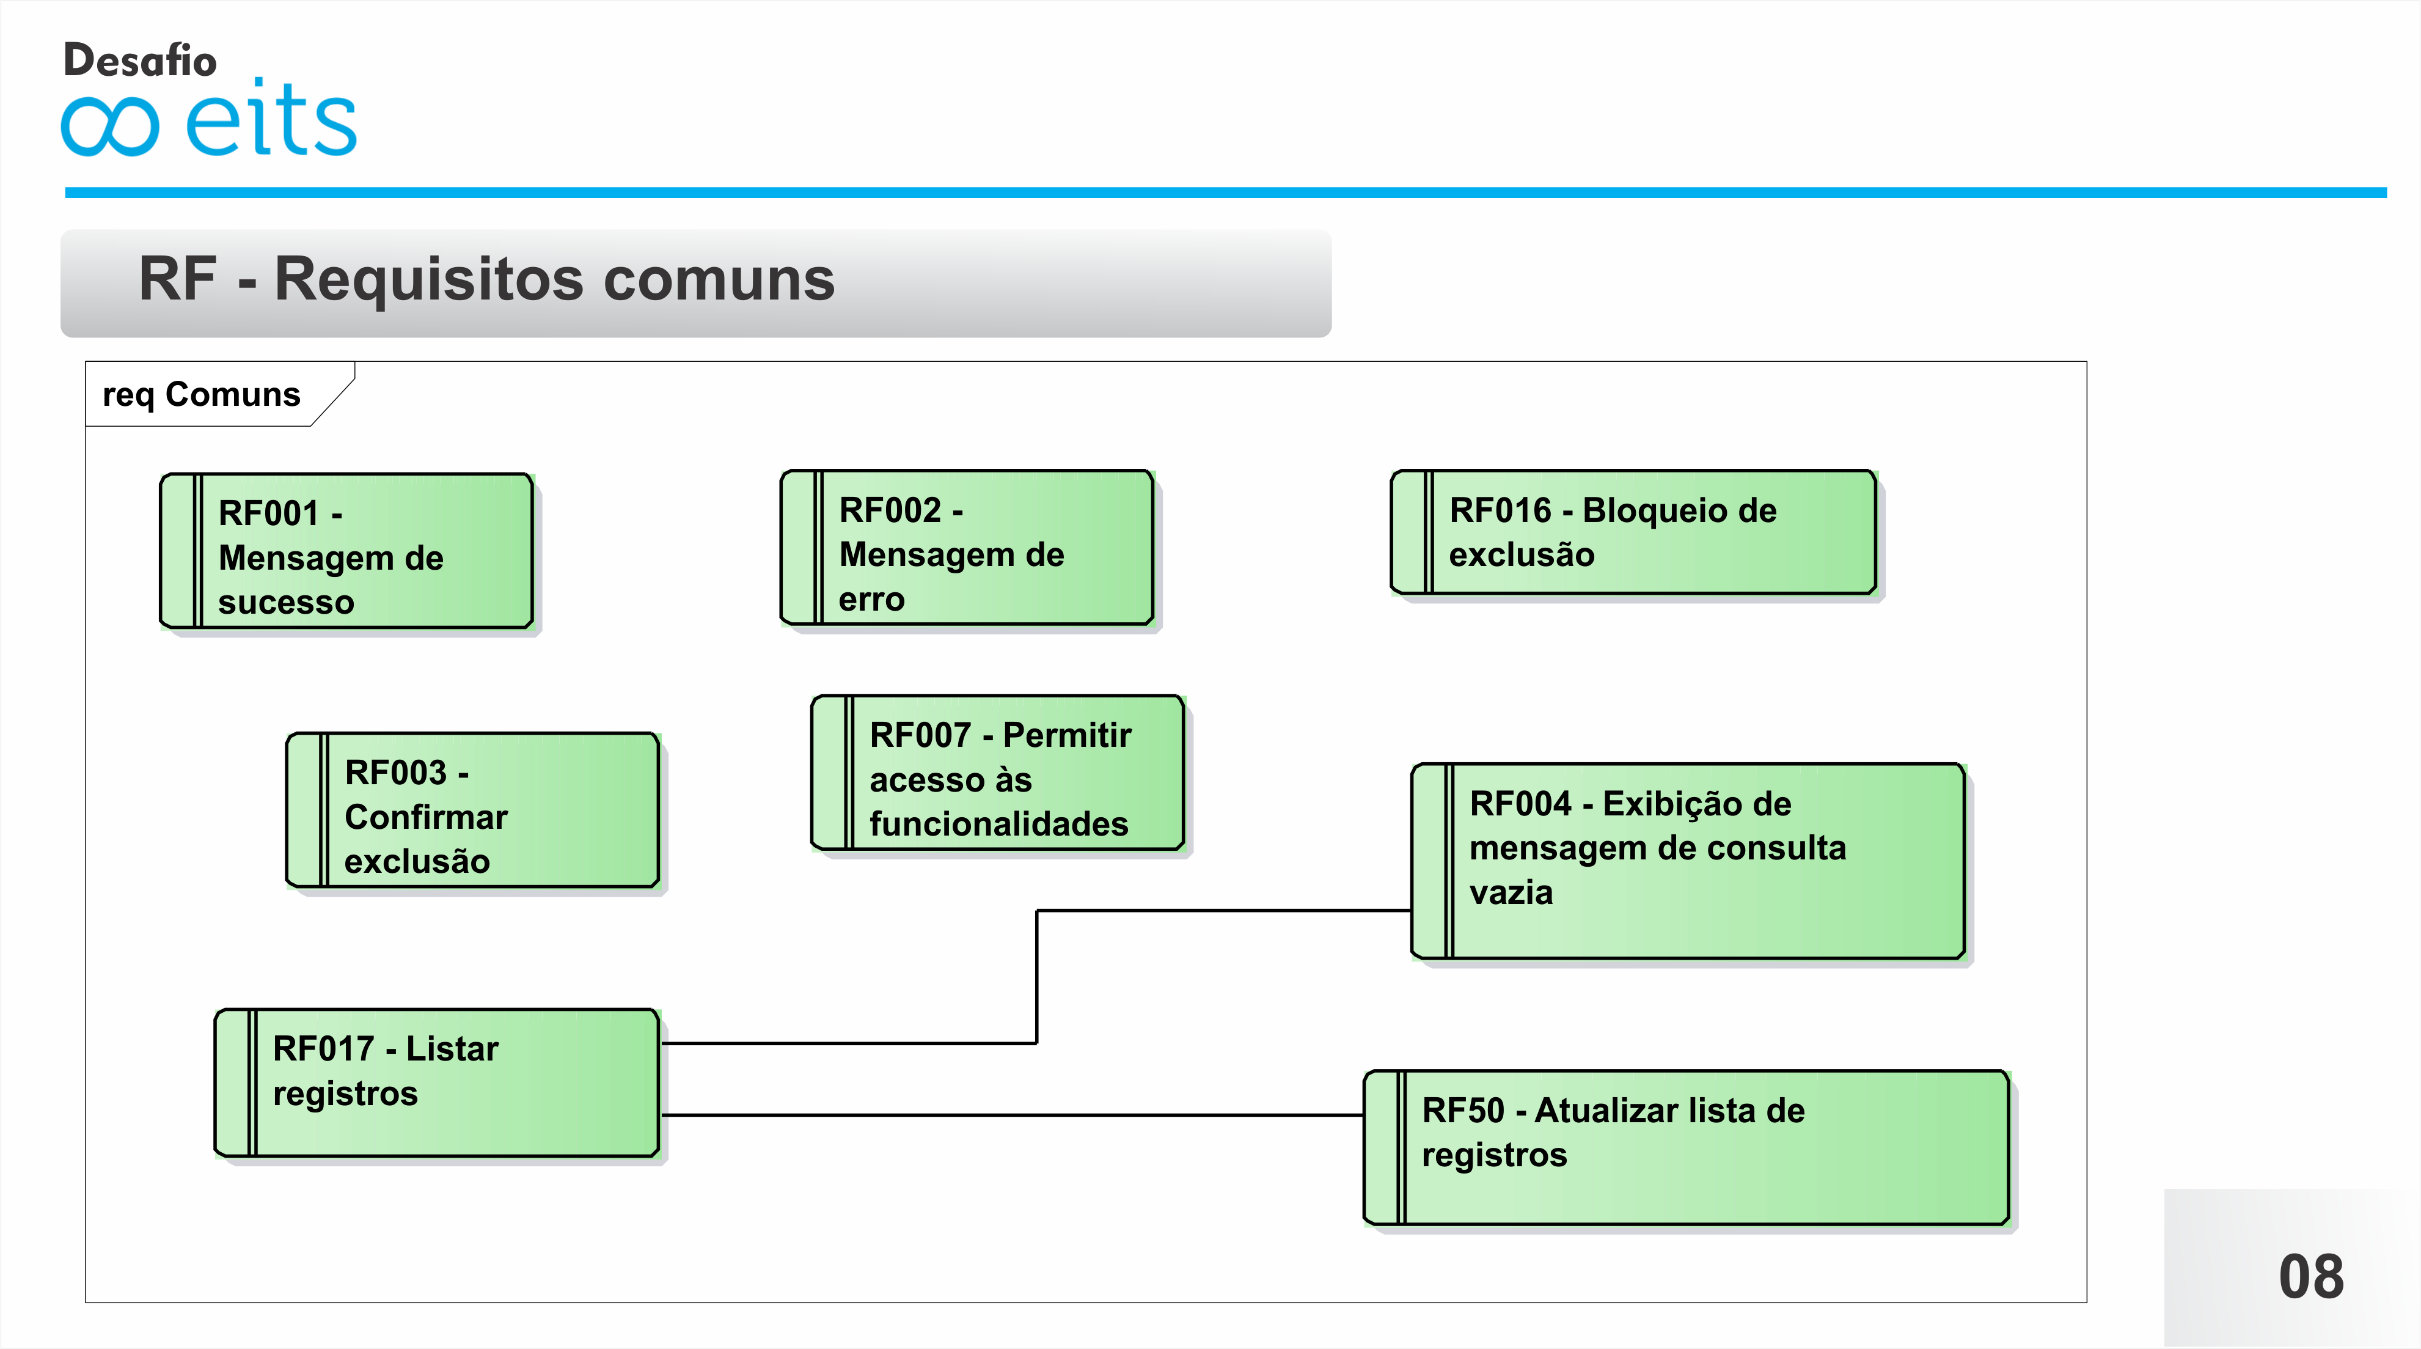 Desafio
eits
RF - Requisitos comuns
req Comuns
RF001 -
Mensagem de
sucesso
RF002 -
Mensagem de
erro
RF016 - Bloqueio de
exclusão
RF003 -
Confirmar
exclusão
RF007 - Permitir
acesso às
funcionalidades
RF004 - Exibição de
mensagem de consulta
vazia
RF017 - Listar
registros
RF50 - Atualizar lista de
registros
08